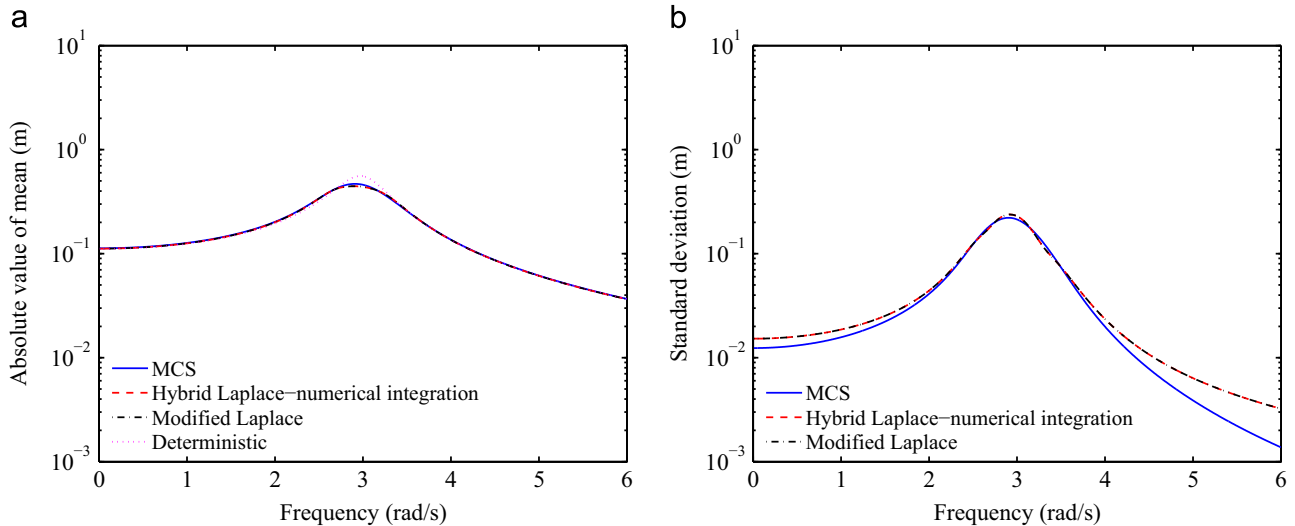 a
Absolute value of mean (m)
10^1
10^0
10^−1
10^−2
10^−3
MCS
Hybrid Laplace−numerical integration
Modified Laplace
Deterministic
0 1 2 3 4 5 6
Frequency (rad/s)
b
Standard deviation (m)
10^1
10^0
10^−1
10^−2
10^−3
MCS
Hybrid Laplace−numerical integration
Modified Laplace
0 1 2 3 4 5 6
Frequency (rad/s)